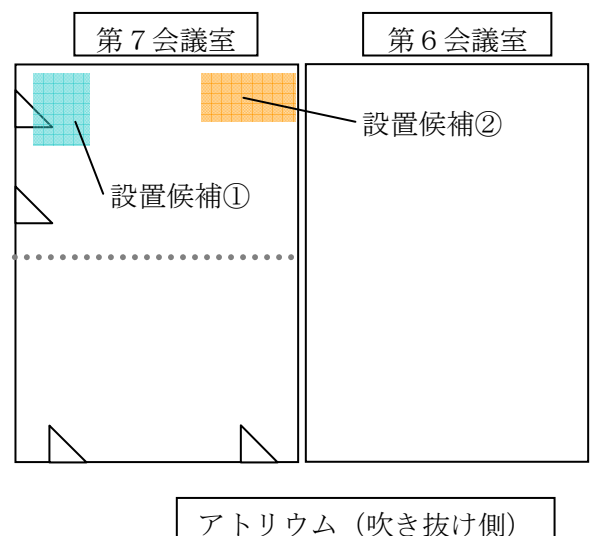 第７会議室
第６会議室
設置候補②
設置候補①
アトリウム（吹き抜け側）